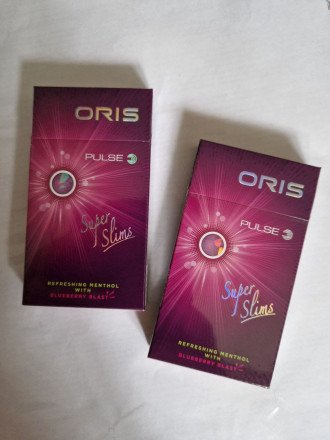 ORIS
PULSE
Super
Slims
REFRESHING MENTHOL
WITH
BLUEBERRY BLAST
ORIS
PULSE
Super
Slims
REFRESHING MENTHOL
WITH
BLUEBERRY BLAST